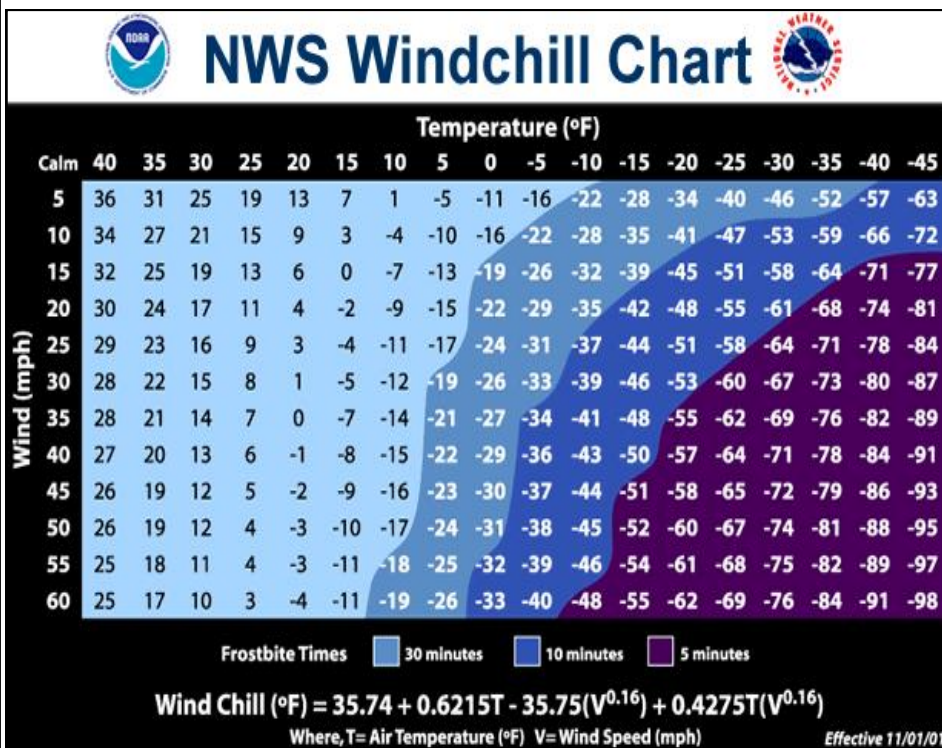 NOAA
NWS Windchill Chart
NATIONAL WEATHER SERVICE
Temperature (ºF)
Calm 40 35 30 25 20 15 10 5 0 -5 -10 -15 -20 -25 -30 -35 -40 -45
Wind (mph)
5 36 31 25 19 13 7 1 -5 -11 -16 -22 -28 -34 -40 -46 -52 -57 -63
10 34 27 21 15 9 3 -4 -10 -16 -22 -28 -35 -41 -47 -53 -59 -66 -72
15 32 25 19 13 6 0 -7 -13 -19 -26 -32 -39 -45 -51 -58 -64 -71 -77
20 30 24 17 11 4 -2 -9 -15 -22 -29 -35 -42 -48 -55 -61 -68 -74 -81
25 29 23 16 9 3 -4 -11 -17 -24 -31 -37 -44 -51 -58 -64 -71 -78 -84
30 28 22 15 8 1 -5 -12 -19 -26 -33 -39 -46 -53 -60 -67 -73 -80 -87
35 28 21 14 7 0 -7 -14 -21 -27 -34 -41 -48 -55 -62 -69 -76 -82 -89
40 27 20 13 6 -1 -8 -15 -22 -29 -36 -43 -50 -57 -64 -71 -78 -84 -91
45 26 19 12 5 -2 -9 -16 -23 -30 -37 -44 -51 -58 -65 -72 -79 -86 -93
50 26 19 12 4 -3 -10 -17 -24 -31 -38 -45 -52 -60 -67 -74 -81 -88 -95
55 25 18 11 4 -3 -11 -18 -25 -32 -39 -46 -54 -61 -68 -75 -82 -89 -97
60 25 17 10 3 -4 -11 -19 -26 -33 -40 -48 -55 -62 -69 -76 -84 -91 -98
Frostbite Times 30 minutes 10 minutes 5 minutes
Wind Chill (ºF) = 35.74 + 0.6215T - 35.75(V^0.16) + 0.4275T(V^0.16)
Where, T= Air Temperature (ºF) V= Wind Speed (mph) Effective 11/01/01